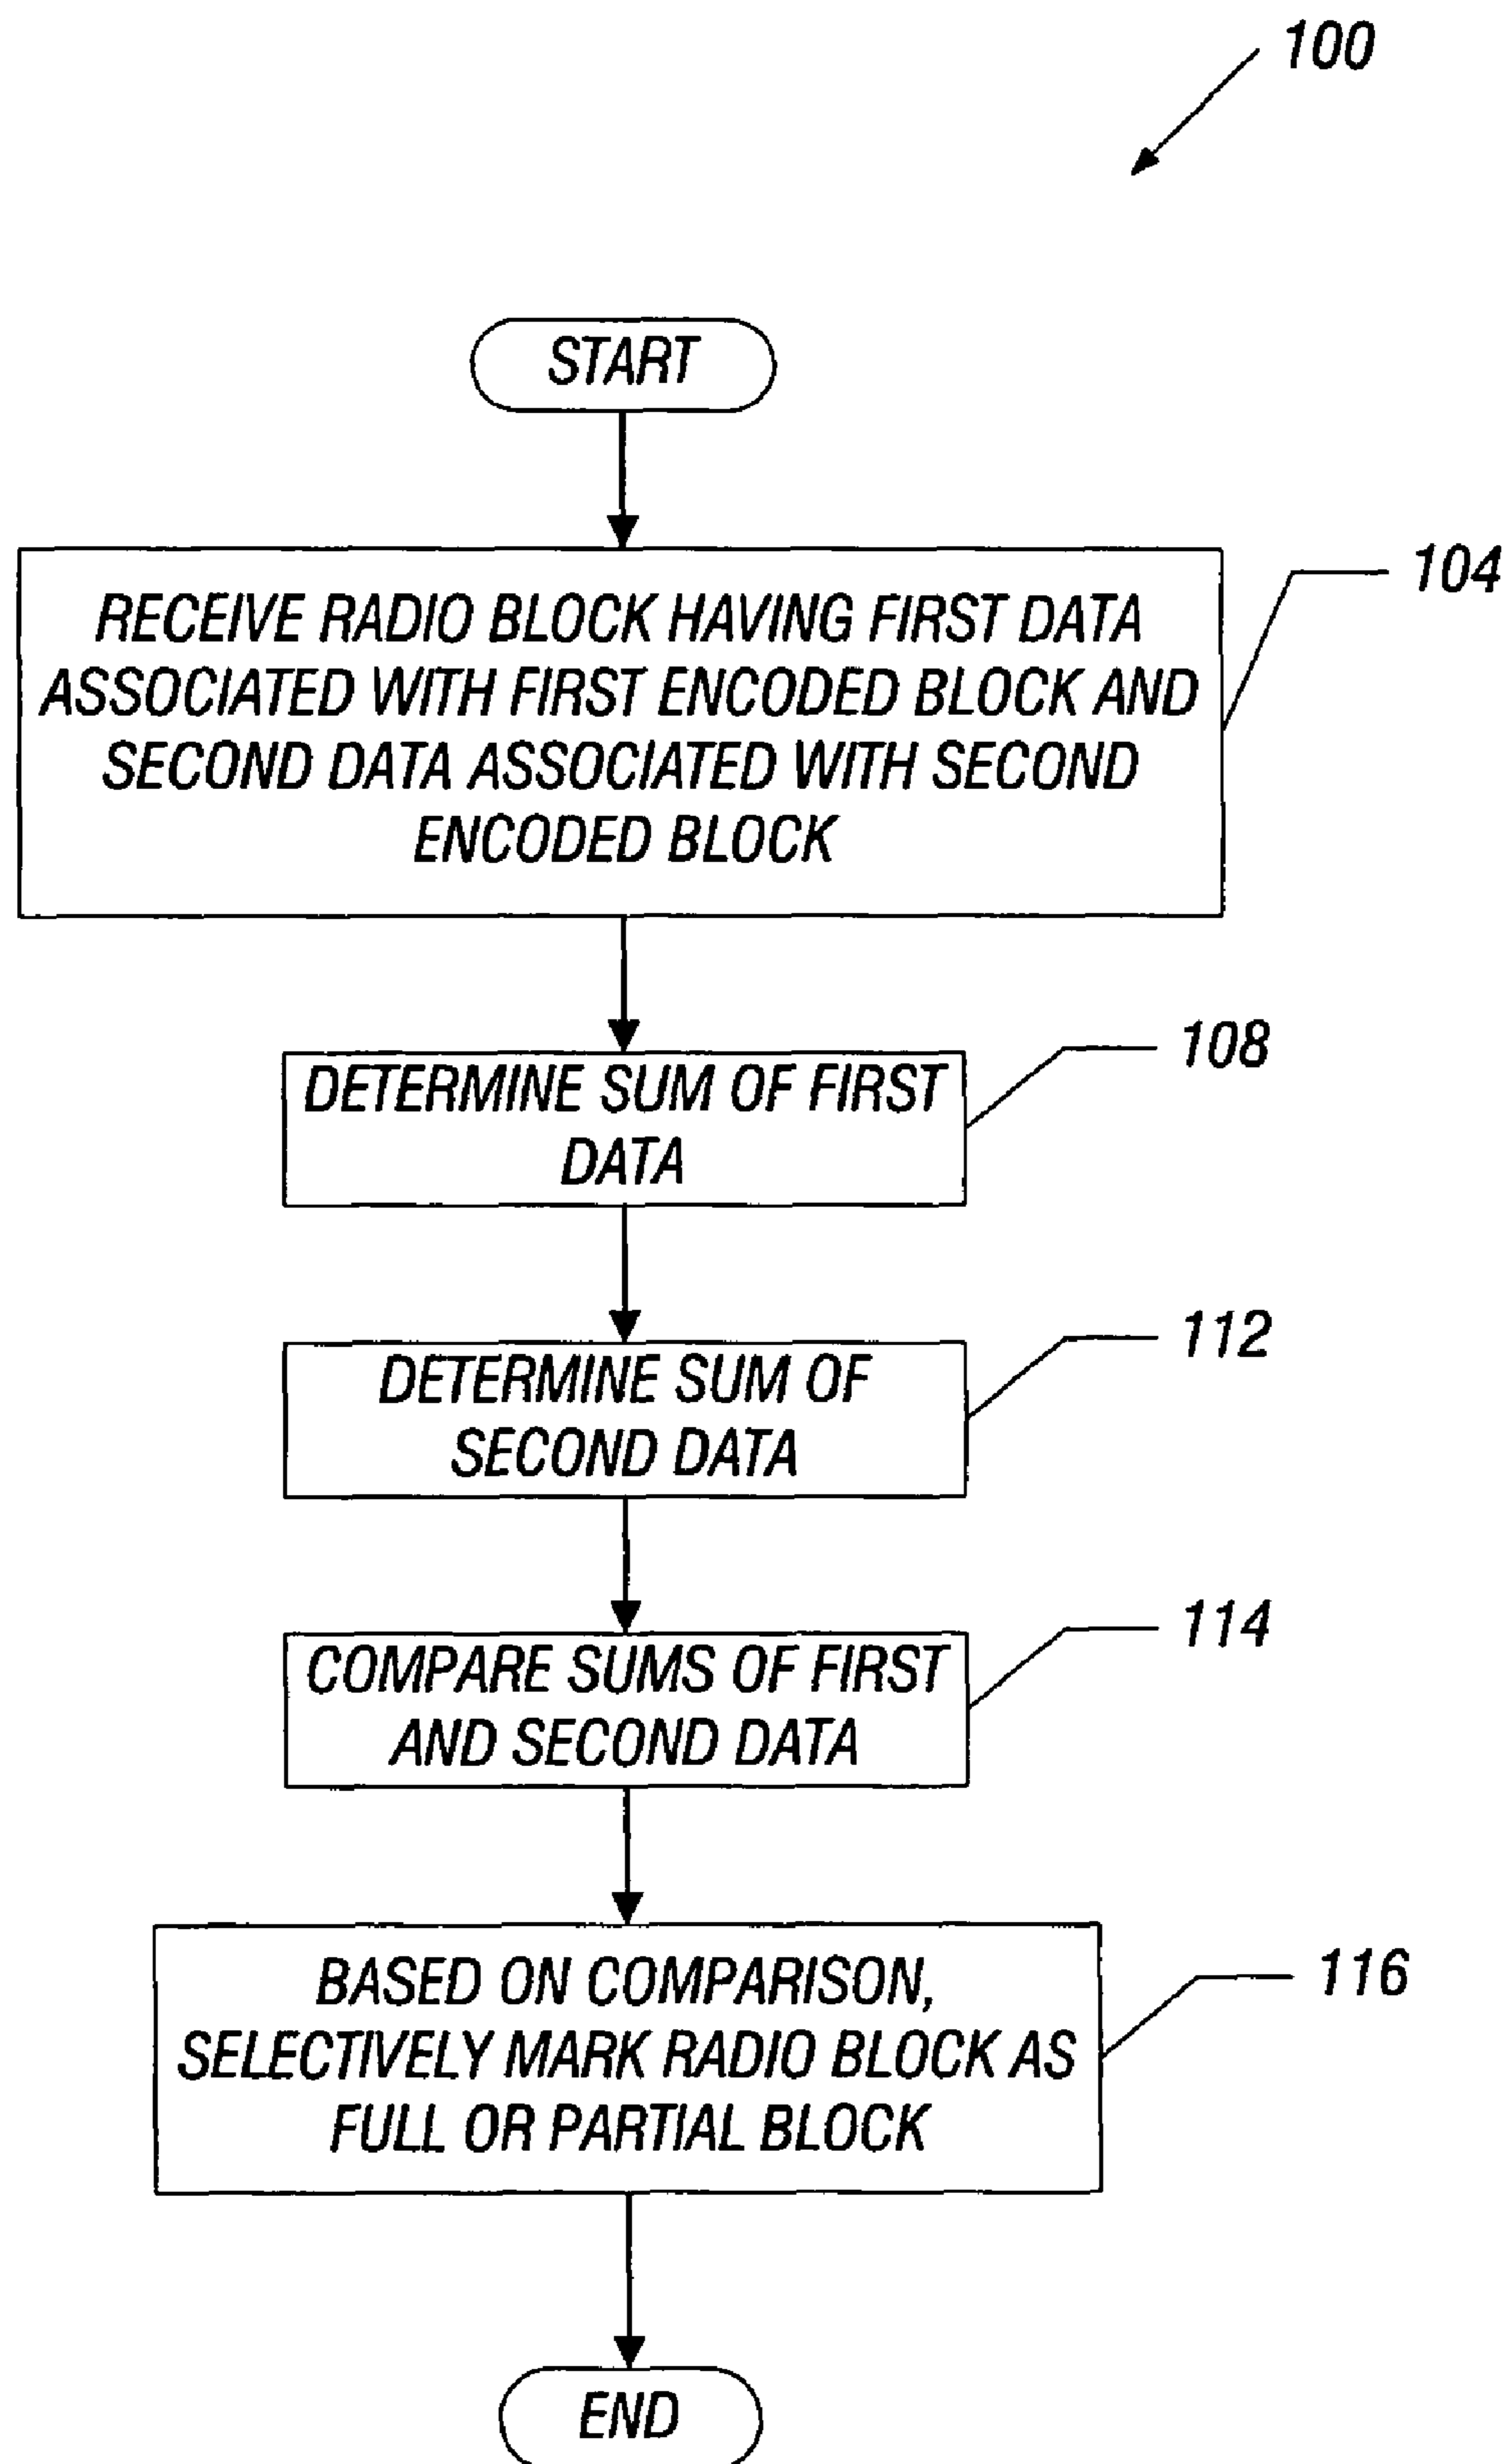 100
START
RECEIVE RADIO BLOCK HAVING FIRST DATA
ASSOCIATED WITH FIRST ENCODED BLOCK AND
SECOND DATA ASSOCIATED WITH SECOND
ENCODED BLOCK
104
DETERMINE SUM OF FIRST
DATA
108
DETERMINE SUM OF
SECOND DATA
112
COMPARE SUMS OF FIRST
AND SECOND DATA
114
BASED ON COMPARISON,
SELECTIVELY MARK RADIO BLOCK AS
FULL OR PARTIAL BLOCK
116
END